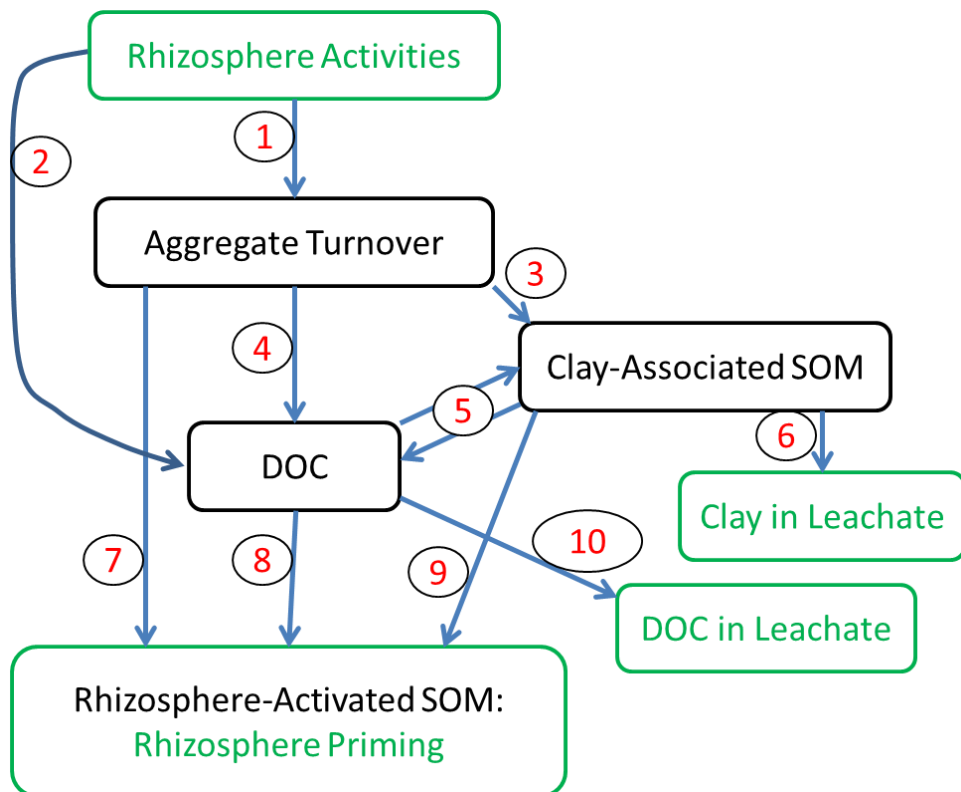 Rhizosphere Activities
1
2
Aggregate Turnover
3
4
Clay-Associated SOM
5
6
DOC
Clay in Leachate
7
8
9
10
DOC in Leachate
Rhizosphere-Activated SOM:
Rhizosphere Priming